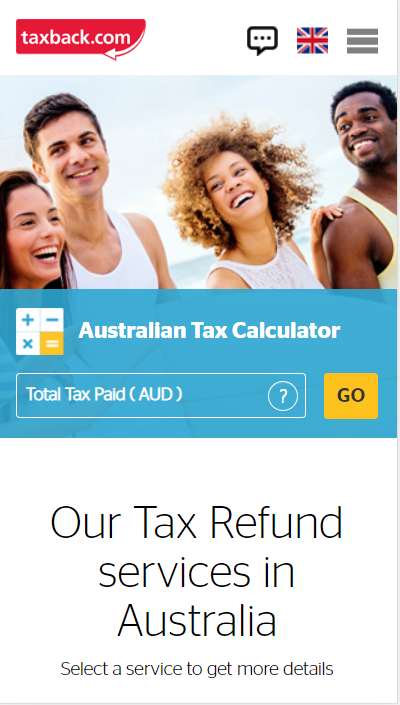 taxback.com
Australian Tax Calculator
Total Tax Paid ( AUD )
?
GO
Our Tax Refund
services in
Australia
Select a service to get more details